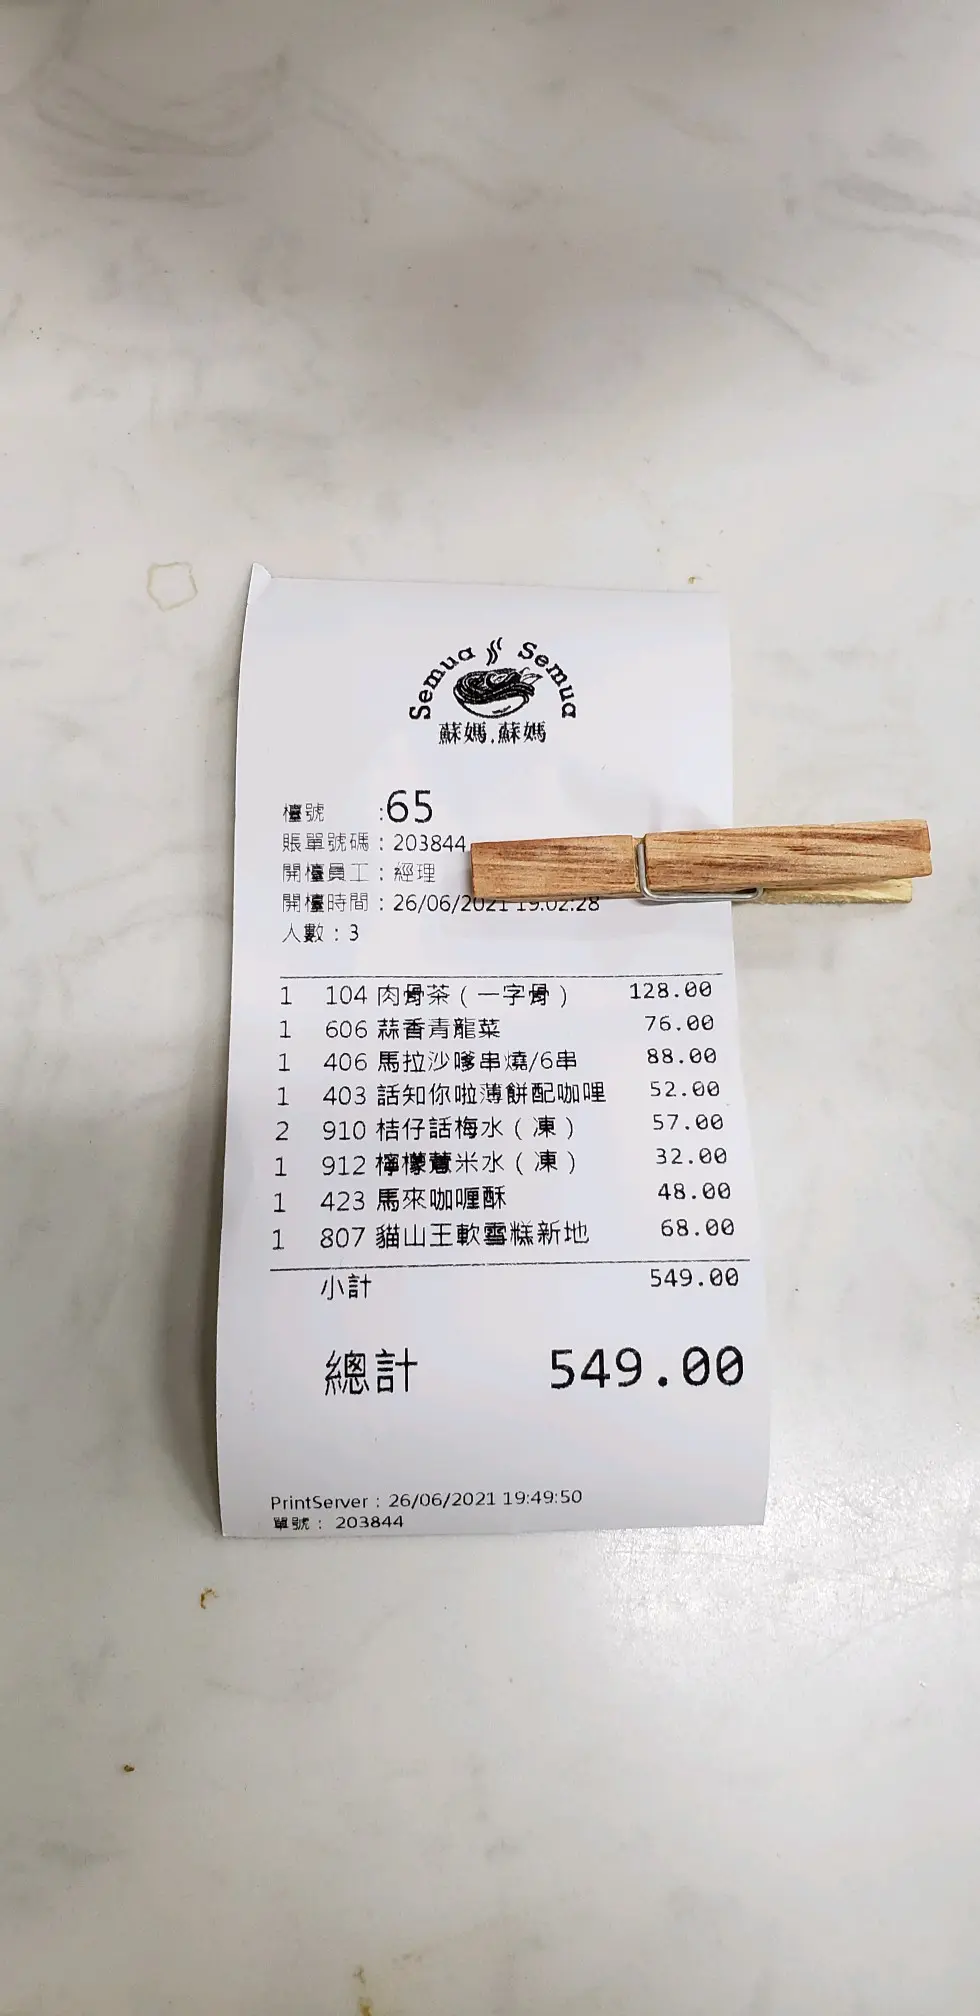 Semua Semua
蘇媽.蘇媽
檯號 :65
賬單號碼：203844
開檯員工：經理
開檯時間：26/06/2021 19:02:28
人數：3
1 104 肉骨茶（一字骨） 128.00
1 606 蒜香青龍菜 76.00
1 406 馬拉沙嗲串燒/6串 88.00
1 403 話知你啦薄餅配咖哩 52.00
2 910 桔仔話梅水（凍） 57.00
1 912 檸檬薏米水（凍） 32.00
1 423 馬來咖喱酥 48.00
1 807 貓山王軟雪糕新地 68.00
小計 549.00
總計 549.00
PrintServer : 26/06/2021 19:49:50
單號： 203844